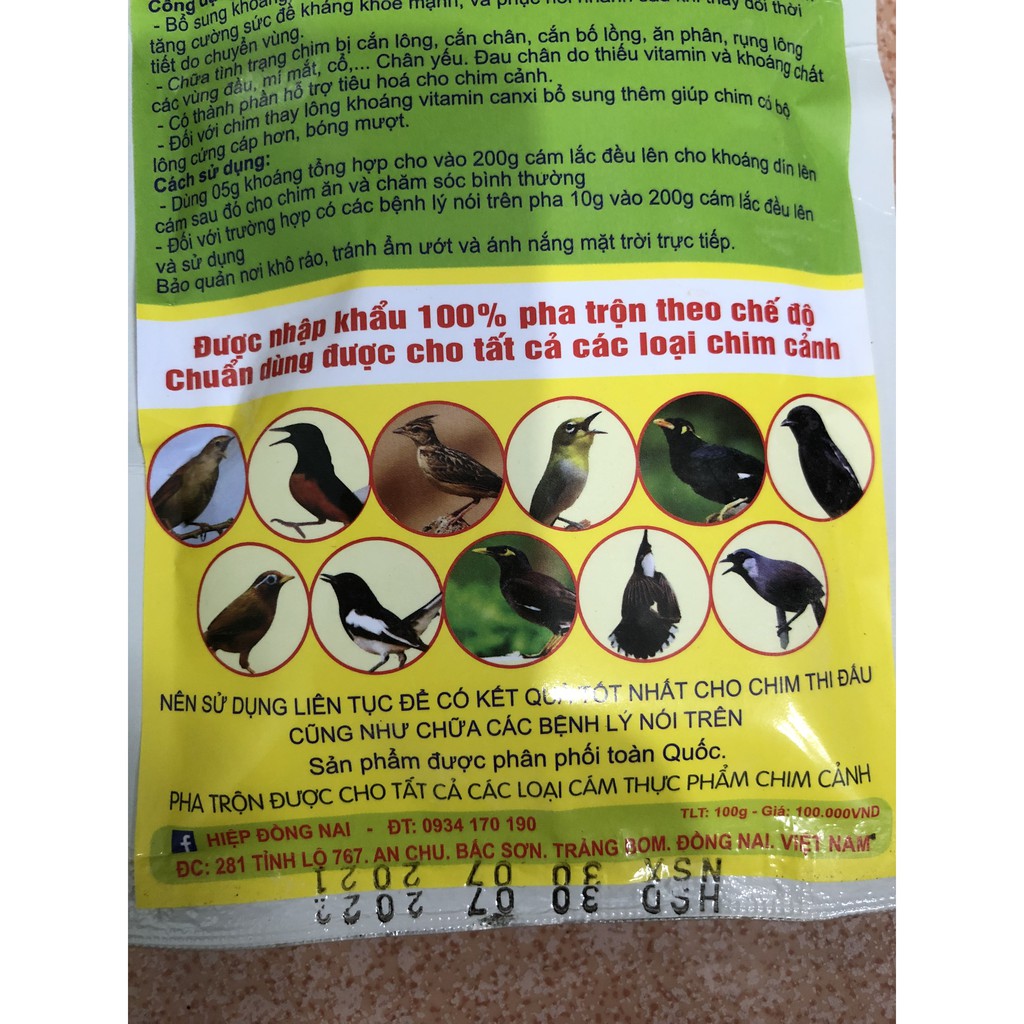 Công dụng
- Bổ sung khoáng,
tăng cường sức đề kháng khỏe mạnh, và phục hồi nhanh sau khi thay đổi thời
tiết do chuyển vùng.
- Chữa tình trạng chim bị cắn lông, cắn chân, cắn bố lồng, ăn phân, rụng lông
các vùng đầu, mí mắt, cổ,... Chân yếu. Đau chân do thiếu vitamin và khoáng chất
- Có thành phần hỗ trợ tiêu hoá cho chim cảnh.
- Đối với chim thay lông khoáng vitamin canxi bổ sung thêm giúp chim có bộ
lông cứng cáp hơn, bóng mượt.
Cách sử dụng:
- Dùng 05g khoáng tổng hợp cho vào 200g cám lắc đều lên cho khoáng dín lên
cám sau đó cho chim ăn và chăm sóc bình thường
- Đối với trường hợp có các bệnh lý nói trên pha 10g vào 200g cám lắc đều lên
và sử dụng
Bảo quản nơi khô ráo, tránh ẩm ướt và ánh nắng mặt trời trực tiếp.
Được nhập khẩu 100% pha trộn theo chế độ
Chuẩn dùng được cho tất cả các loại chim cảnh
NÊN SỬ DỤNG LIÊN TỤC ĐỂ CÓ KẾT QUẢ TỐT NHẤT CHO CHIM THI ĐẤU
CŨNG NHƯ CHỮA CÁC BỆNH LÝ NÓI TRÊN
Sản phẩm được phân phối toàn Quốc.
PHA TRỘN ĐƯỢC CHO TẤT CẢ CÁC LOẠI CÁM THỰC PHẨM CHIM CẢNH
TLT: 100g - Giá: 100.000VNĐ
f HIỆP ĐỒNG NAI - ĐT: 0934 170 190
ĐC: 281 TỈNH LỘ 767. AN CHU. BẮC SƠN. TRẢNG BOM. ĐỒNG NAI. VIỆT NAM
NSX 30 07 2021
HSD 30 07 2022